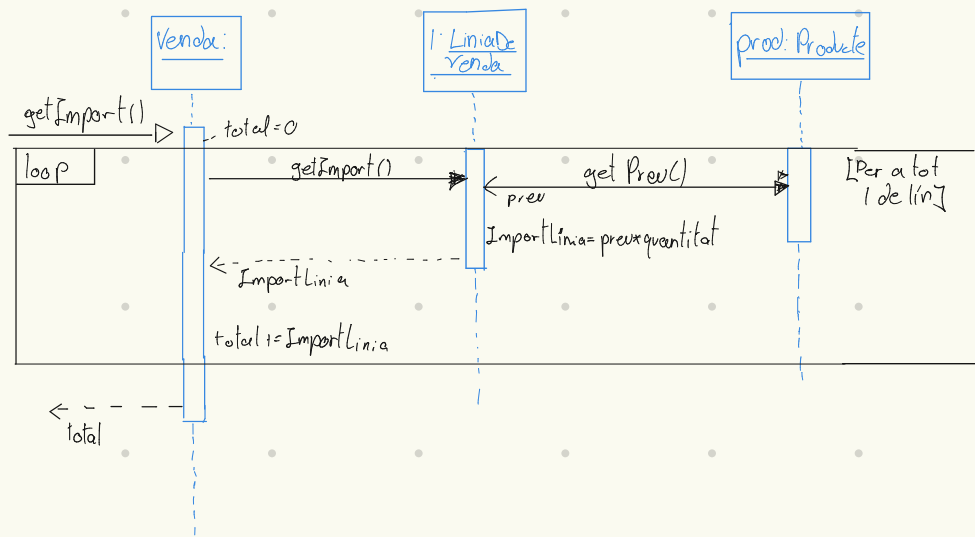 Venda:
l: LiniaDe
venda
prod: Producte
getImport()
total=0
loop
getImport()
get Preu()
[Per a tot
l de lín]
preu
ImportLínia=preu*quantitat
ImportLinia
total+=ImportLinia
total